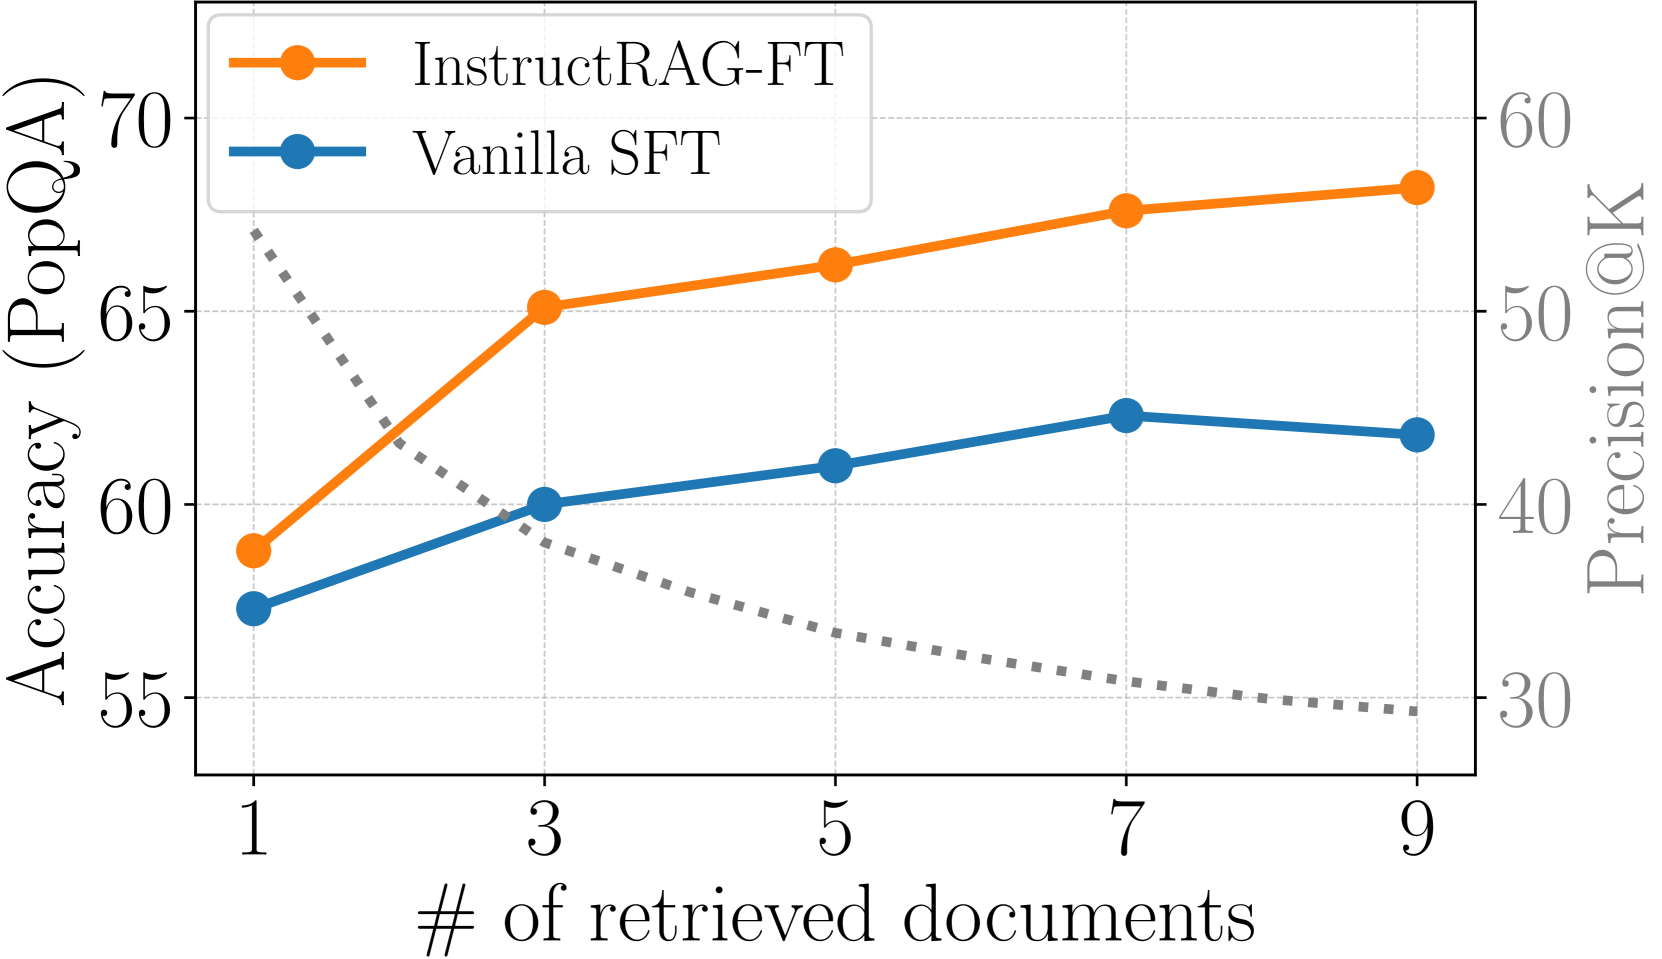 InstructRAG-FT
Vanilla SFT
Accuracy (PopQA)
70
65
60
55
60
50
40
30
Precision@K
1 3 5 7 9
# of retrieved documents